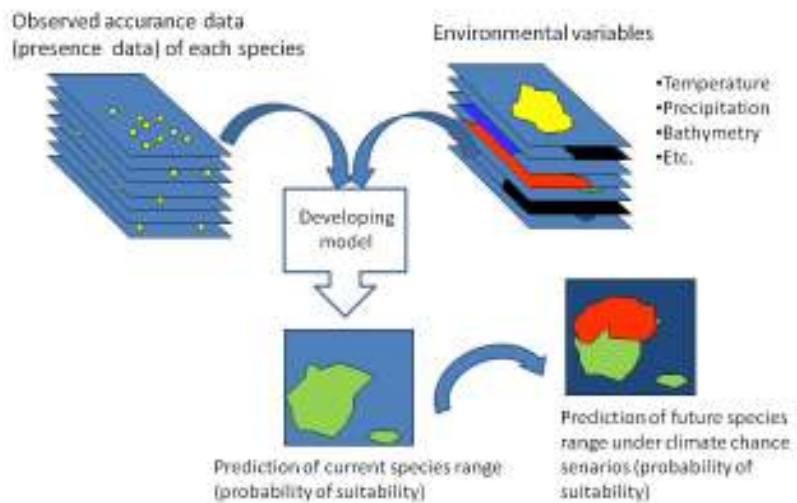 Observed accurance data
(presence data) of each species
Environmental variables
•Temperature
•Precipitation
•Bathymetry
•Etc.
Developing
model
Prediction of current species range
(probability of suitability)
Prediction of future species
range under climate chance
senarios (probability of
suitability)